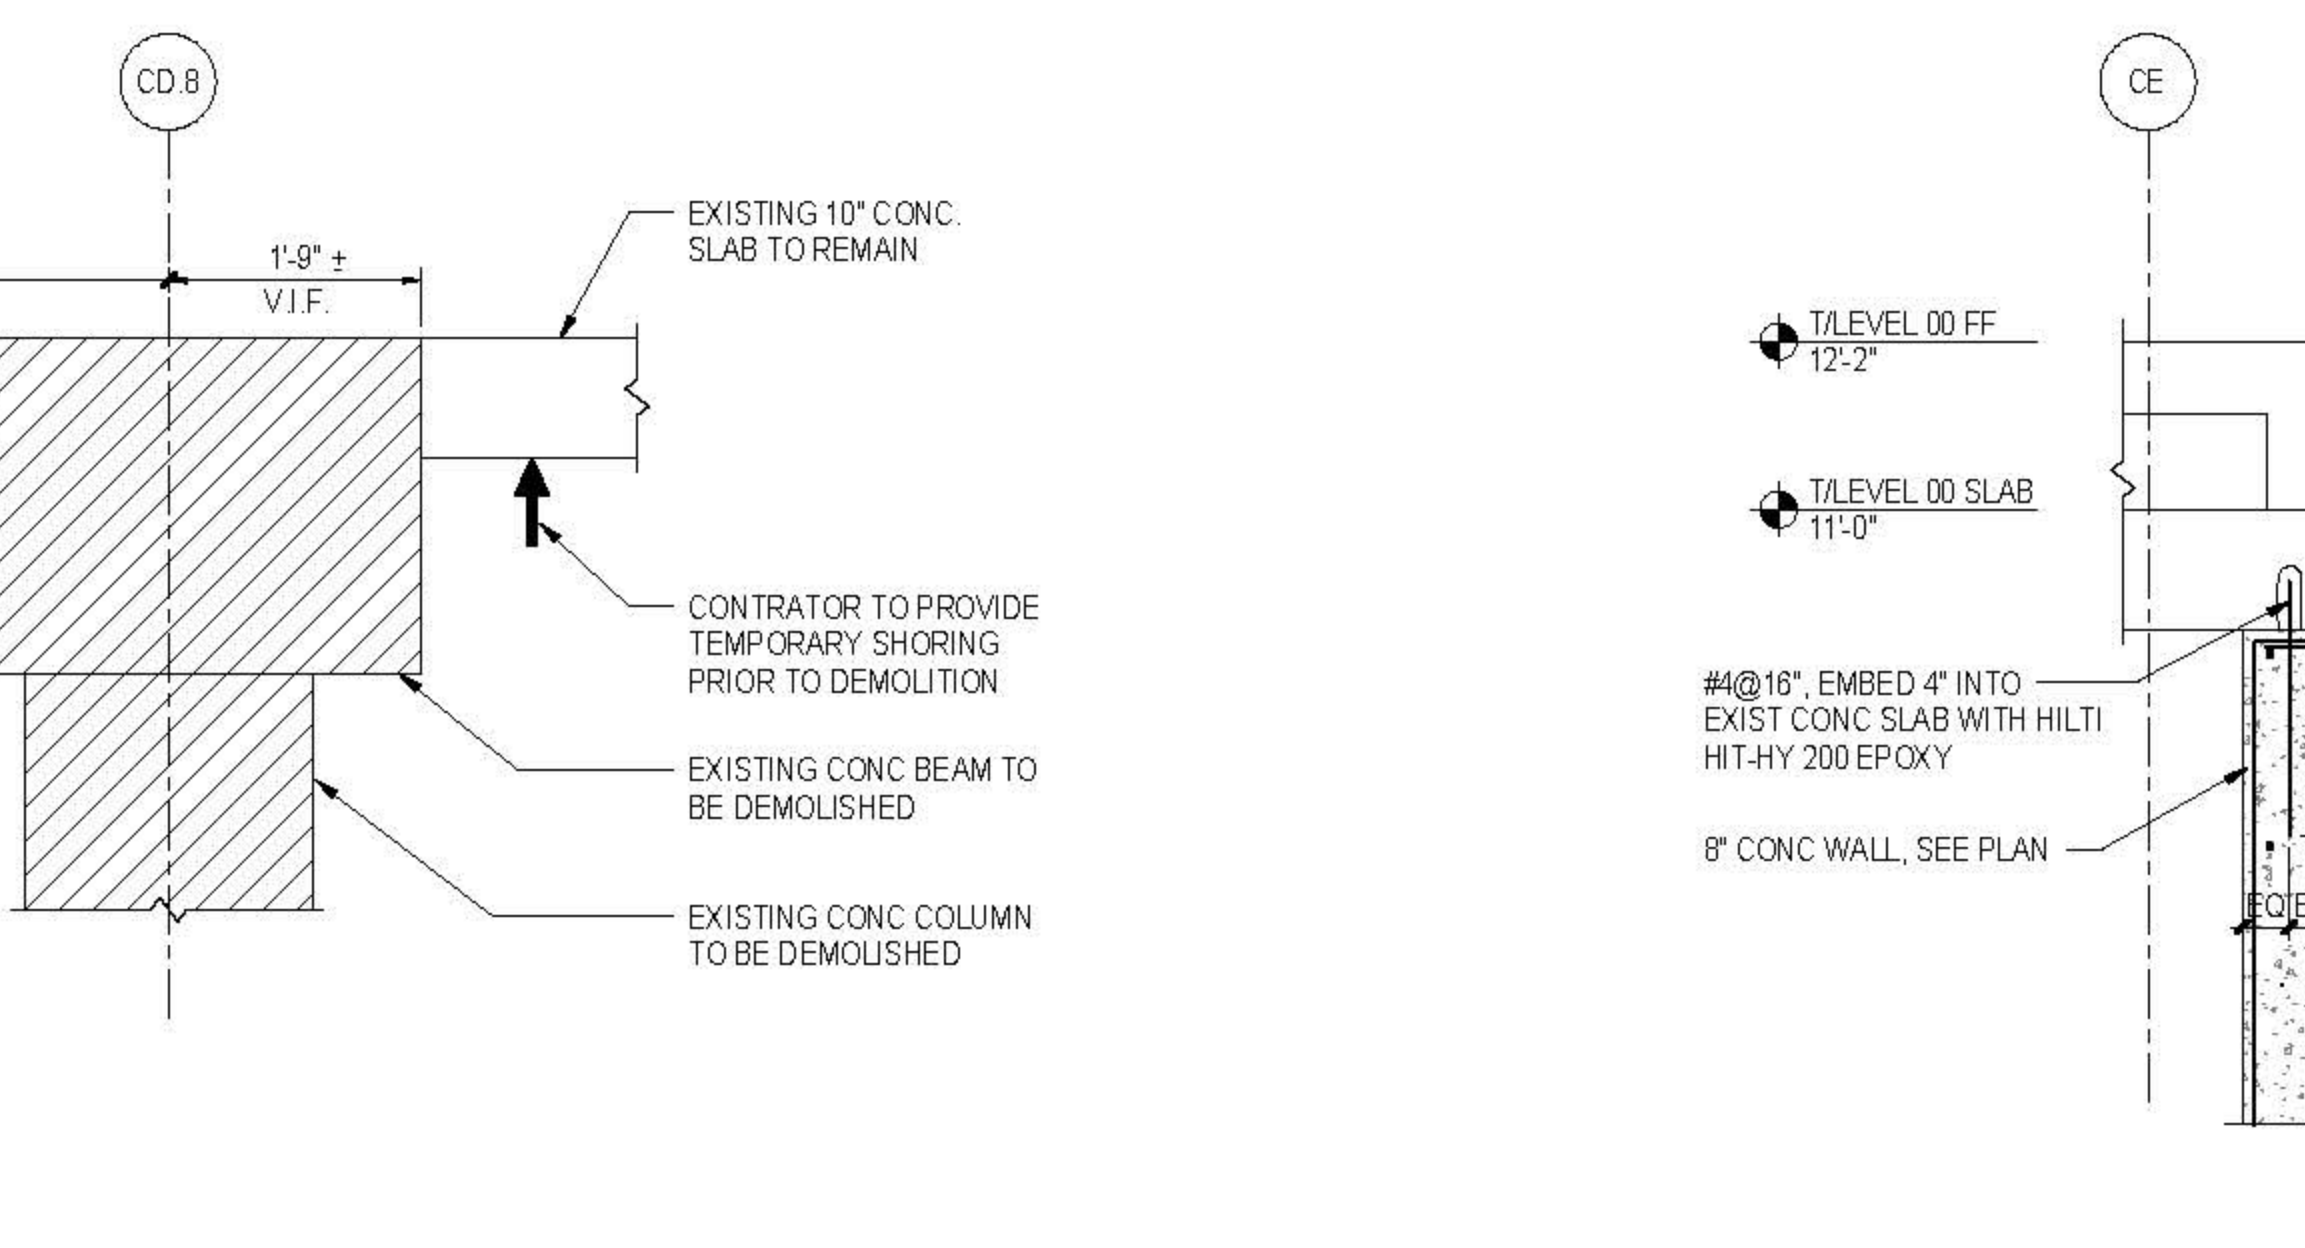 CD.8
1'-9" ±
V.I.F.
EXISTING 10" CONC.
SLAB TO REMAIN
CONTRATOR TO PROVIDE
TEMPORARY SHORING
PRIOR TO DEMOLITION
EXISTING CONC BEAM TO
BE DEMOLISHED
EXISTING CONC COLUMN
TO BE DEMOLISHED
CE
T/LEVEL 00 FF
12'-2"
T/LEVEL 00 SLAB
11'-0"
#4@16", EMBED 4" INTO
EXIST CONC SLAB WITH HILTI
HIT-HY 200 EPOXY
8" CONC WALL, SEE PLAN
EQ